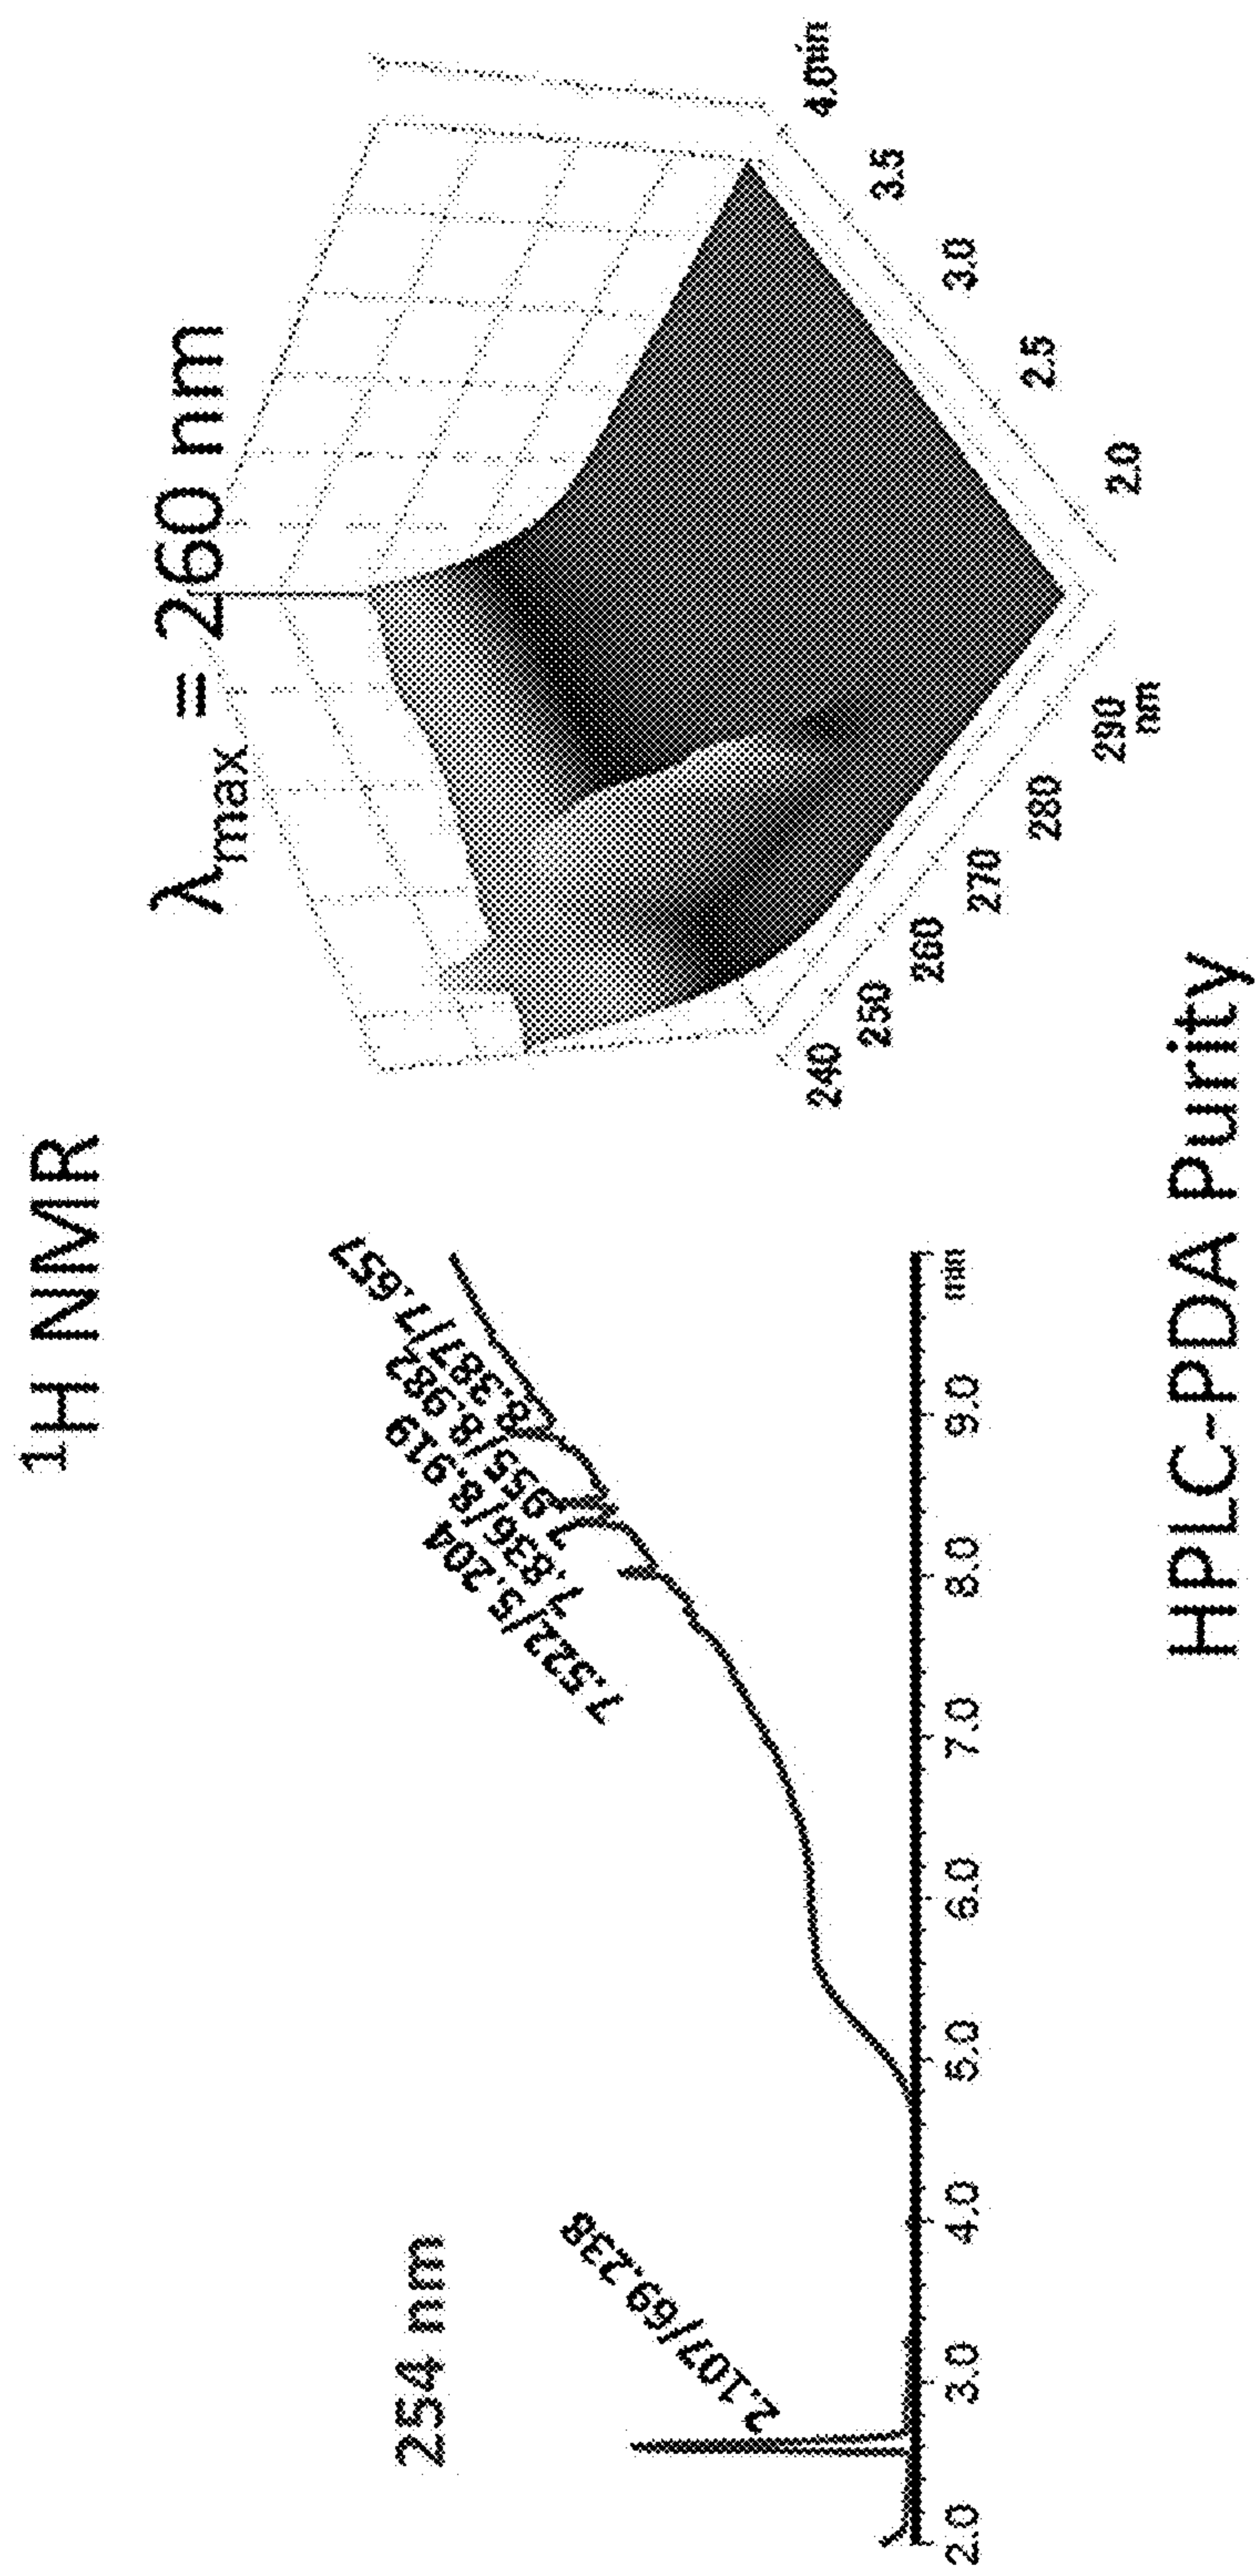 ¹H NMR
254 nm
λmax = 260 nm
2.107/69.238
7.522/5.204
7.836/8.919
7.955/8.982
8.387/7.657
2.0 3.0 4.0 5.0 6.0 7.0 8.0 9.0 min
240 250 260 270 280 290
nm
2.0 2.5 3.0 3.5 4.0 min
HPLC-PDA Purity